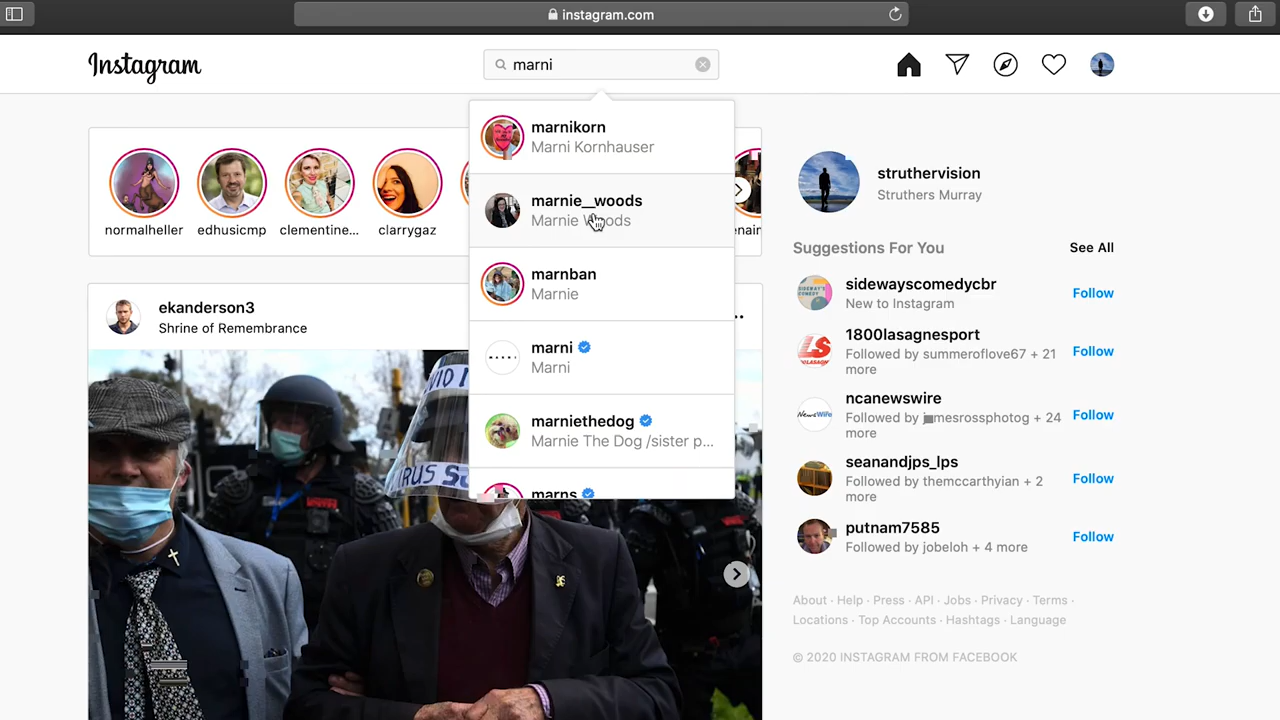 instagram.com
Instagram
marni
marnikorn
Marni Kornhauser
marnie__woods
Marnie Woods
marnban
Marnie
marni
Marni
marniethedog
Marnie The Dog /sister p...
marns
normalheller
edhusicmp
clementine...
clarrygaz
ekanderson3
Shrine of Remembrance
struthervision
Struthers Murray
Suggestions For You
See All
sidewayscomedycbr
New to Instagram
Follow
1800lasagnesport
Followed by summeroflove67 + 21
more
Follow
ncanewswire
Followed by jamesrossphotog + 24
more
Follow
seanandjps_lps
Followed by themccarthyian + 2
more
Follow
putnam7585
Followed by jobeloh + 4 more
Follow
About · Help · Press · API · Jobs · Privacy · Terms ·
Locations · Top Accounts · Hashtags · Language
© 2020 INSTAGRAM FROM FACEBOOK